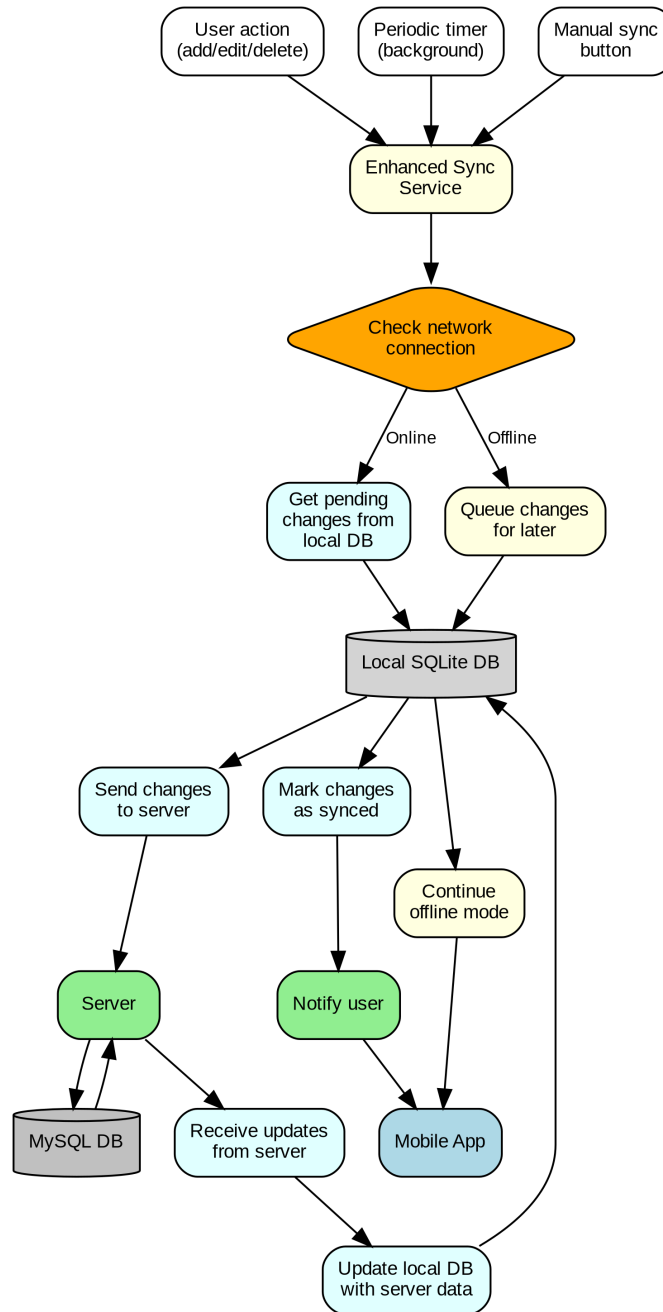 User action
(add/edit/delete)
Periodic timer
(background)
Manual sync
button
Enhanced Sync
Service
Check network
connection
Online
Offline
Get pending
changes from
local DB
Queue changes
for later
Local SQLite DB
Send changes
to server
Mark changes
as synced
Continue
offline mode
Server
Notify user
MySQL DB
Receive updates
from server
Mobile App
Update local DB
with server data